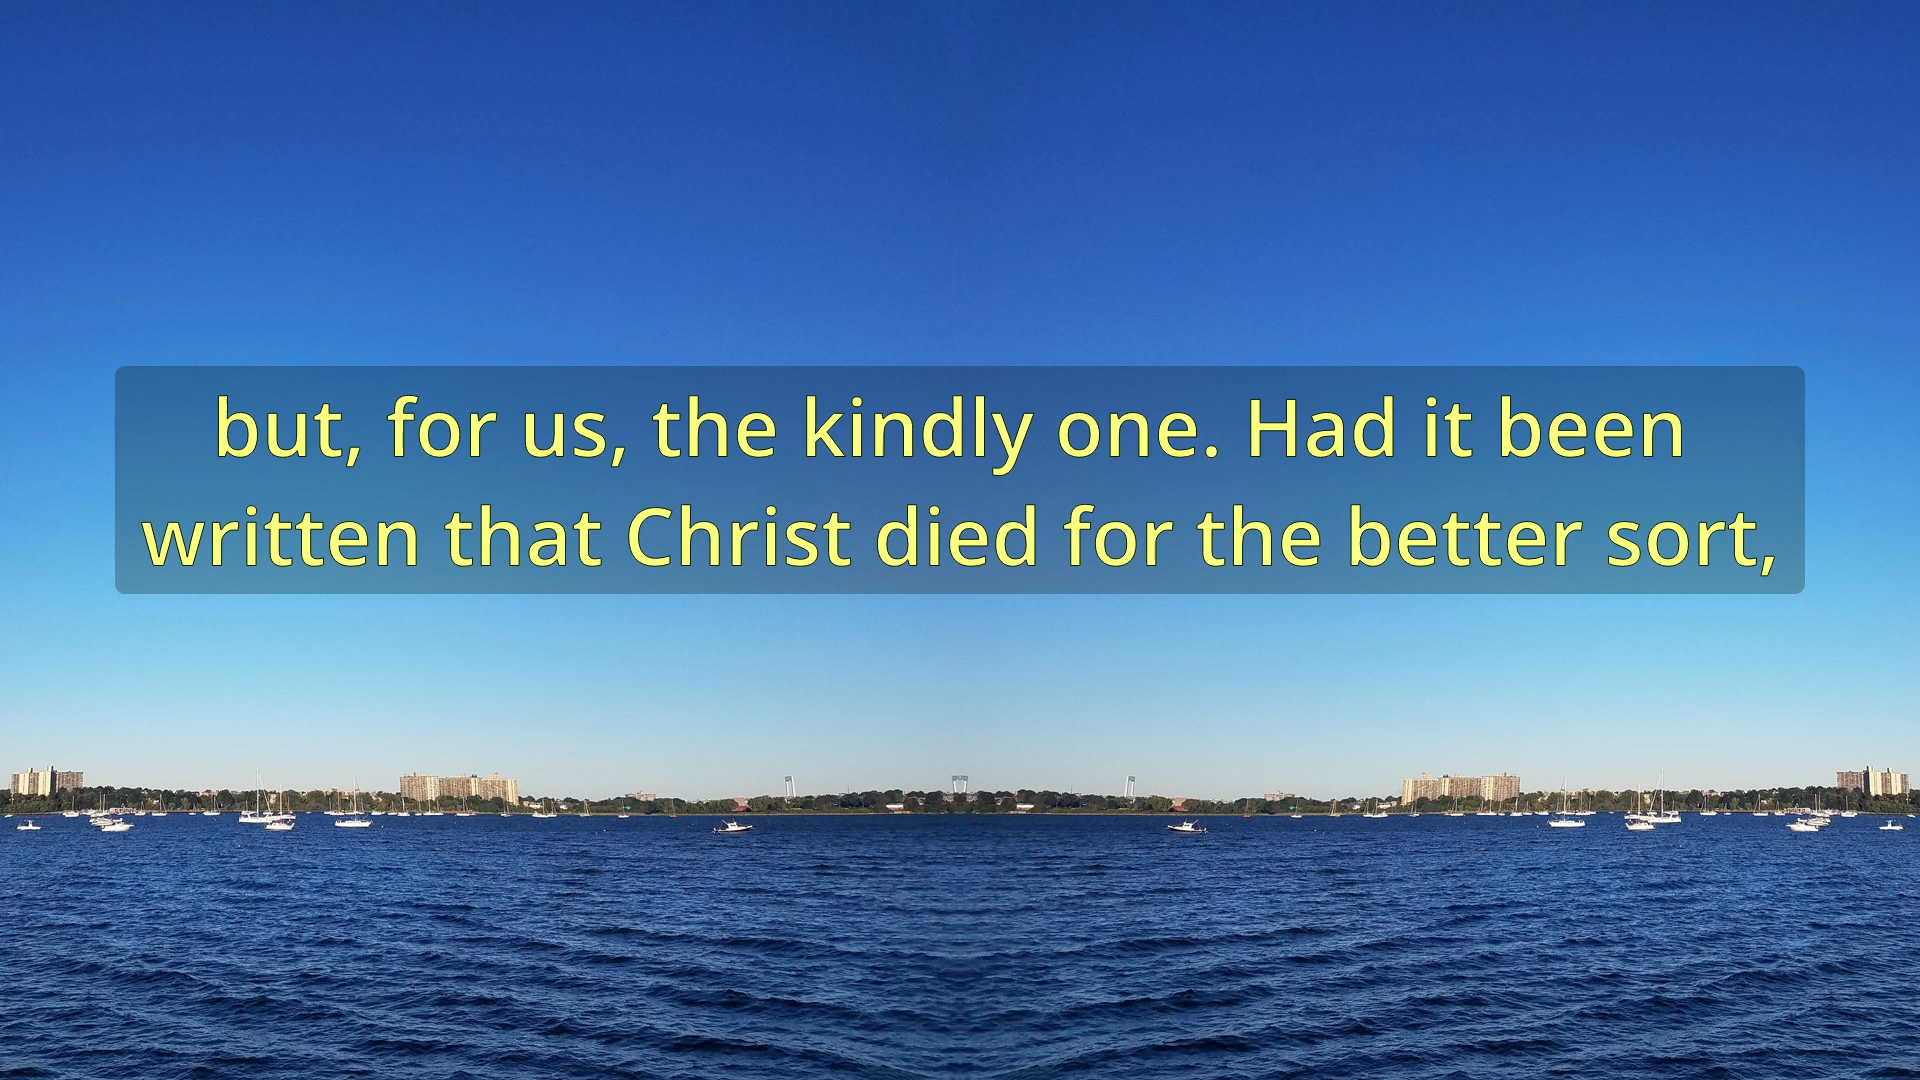 but, for us, the kindly one. Had it been
written that Christ died for the better sort,